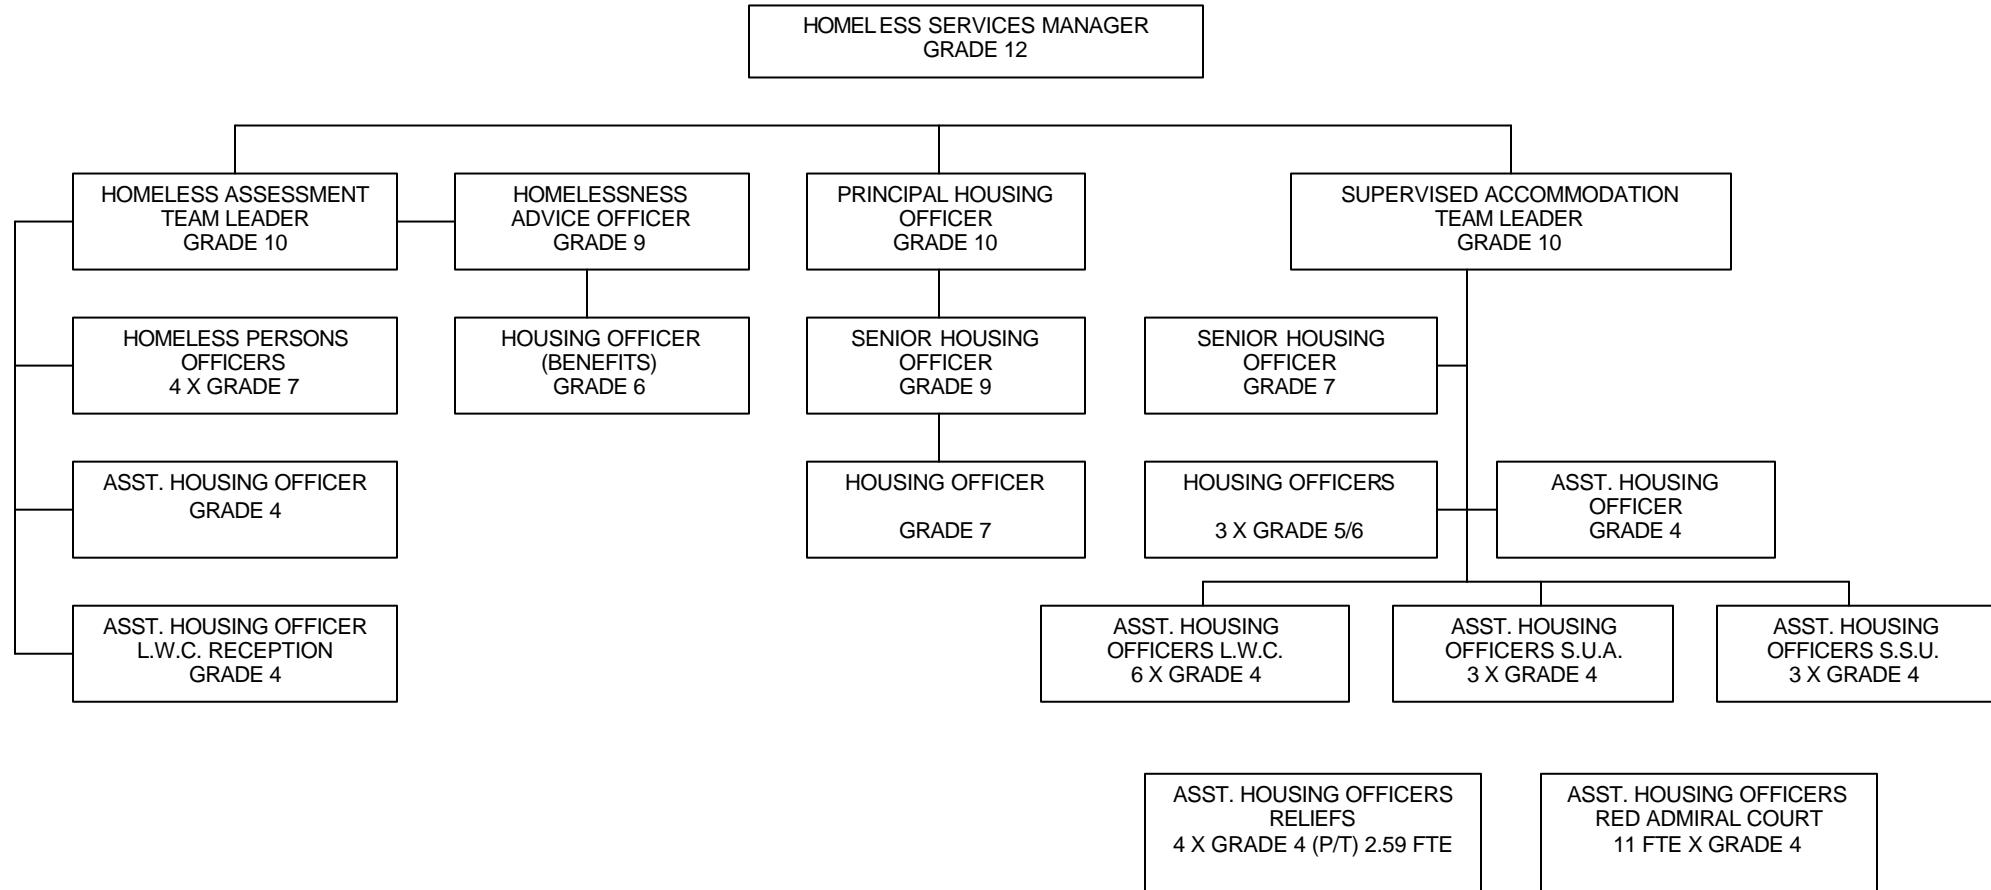 HOMELESS SERVICES MANAGER
GRADE 12
HOMELESS ASSESSMENT
TEAM LEADER
GRADE 10
HOMELESSNESS
ADVICE OFFICER
GRADE 9
PRINCIPAL HOUSING
OFFICER
GRADE 10
SUPERVISED ACCOMMODATION
TEAM LEADER
GRADE 10
HOMELESS PERSONS
OFFICERS
4 X GRADE 7
HOUSING OFFICER
(BENEFITS)
GRADE 6
SENIOR HOUSING
OFFICER
GRADE 9
SENIOR HOUSING
OFFICER
GRADE 7
ASST. HOUSING OFFICER
GRADE 4
HOUSING OFFICER
GRADE 7
HOUSING OFFICERS
3 X GRADE 5/6
ASST. HOUSING
OFFICER
GRADE 4
ASST. HOUSING OFFICER
L.W.C. RECEPTION
GRADE 4
ASST. HOUSING
OFFICERS L.W.C.
6 X GRADE 4
ASST. HOUSING
OFFICERS S.U.A.
3 X GRADE 4
ASST. HOUSING
OFFICERS S.S.U.
3 X GRADE 4
ASST. HOUSING OFFICERS
RELIEFS
4 X GRADE 4 (P/T) 2.59 FTE
ASST. HOUSING OFFICERS
RED ADMIRAL COURT
11 FTE X GRADE 4